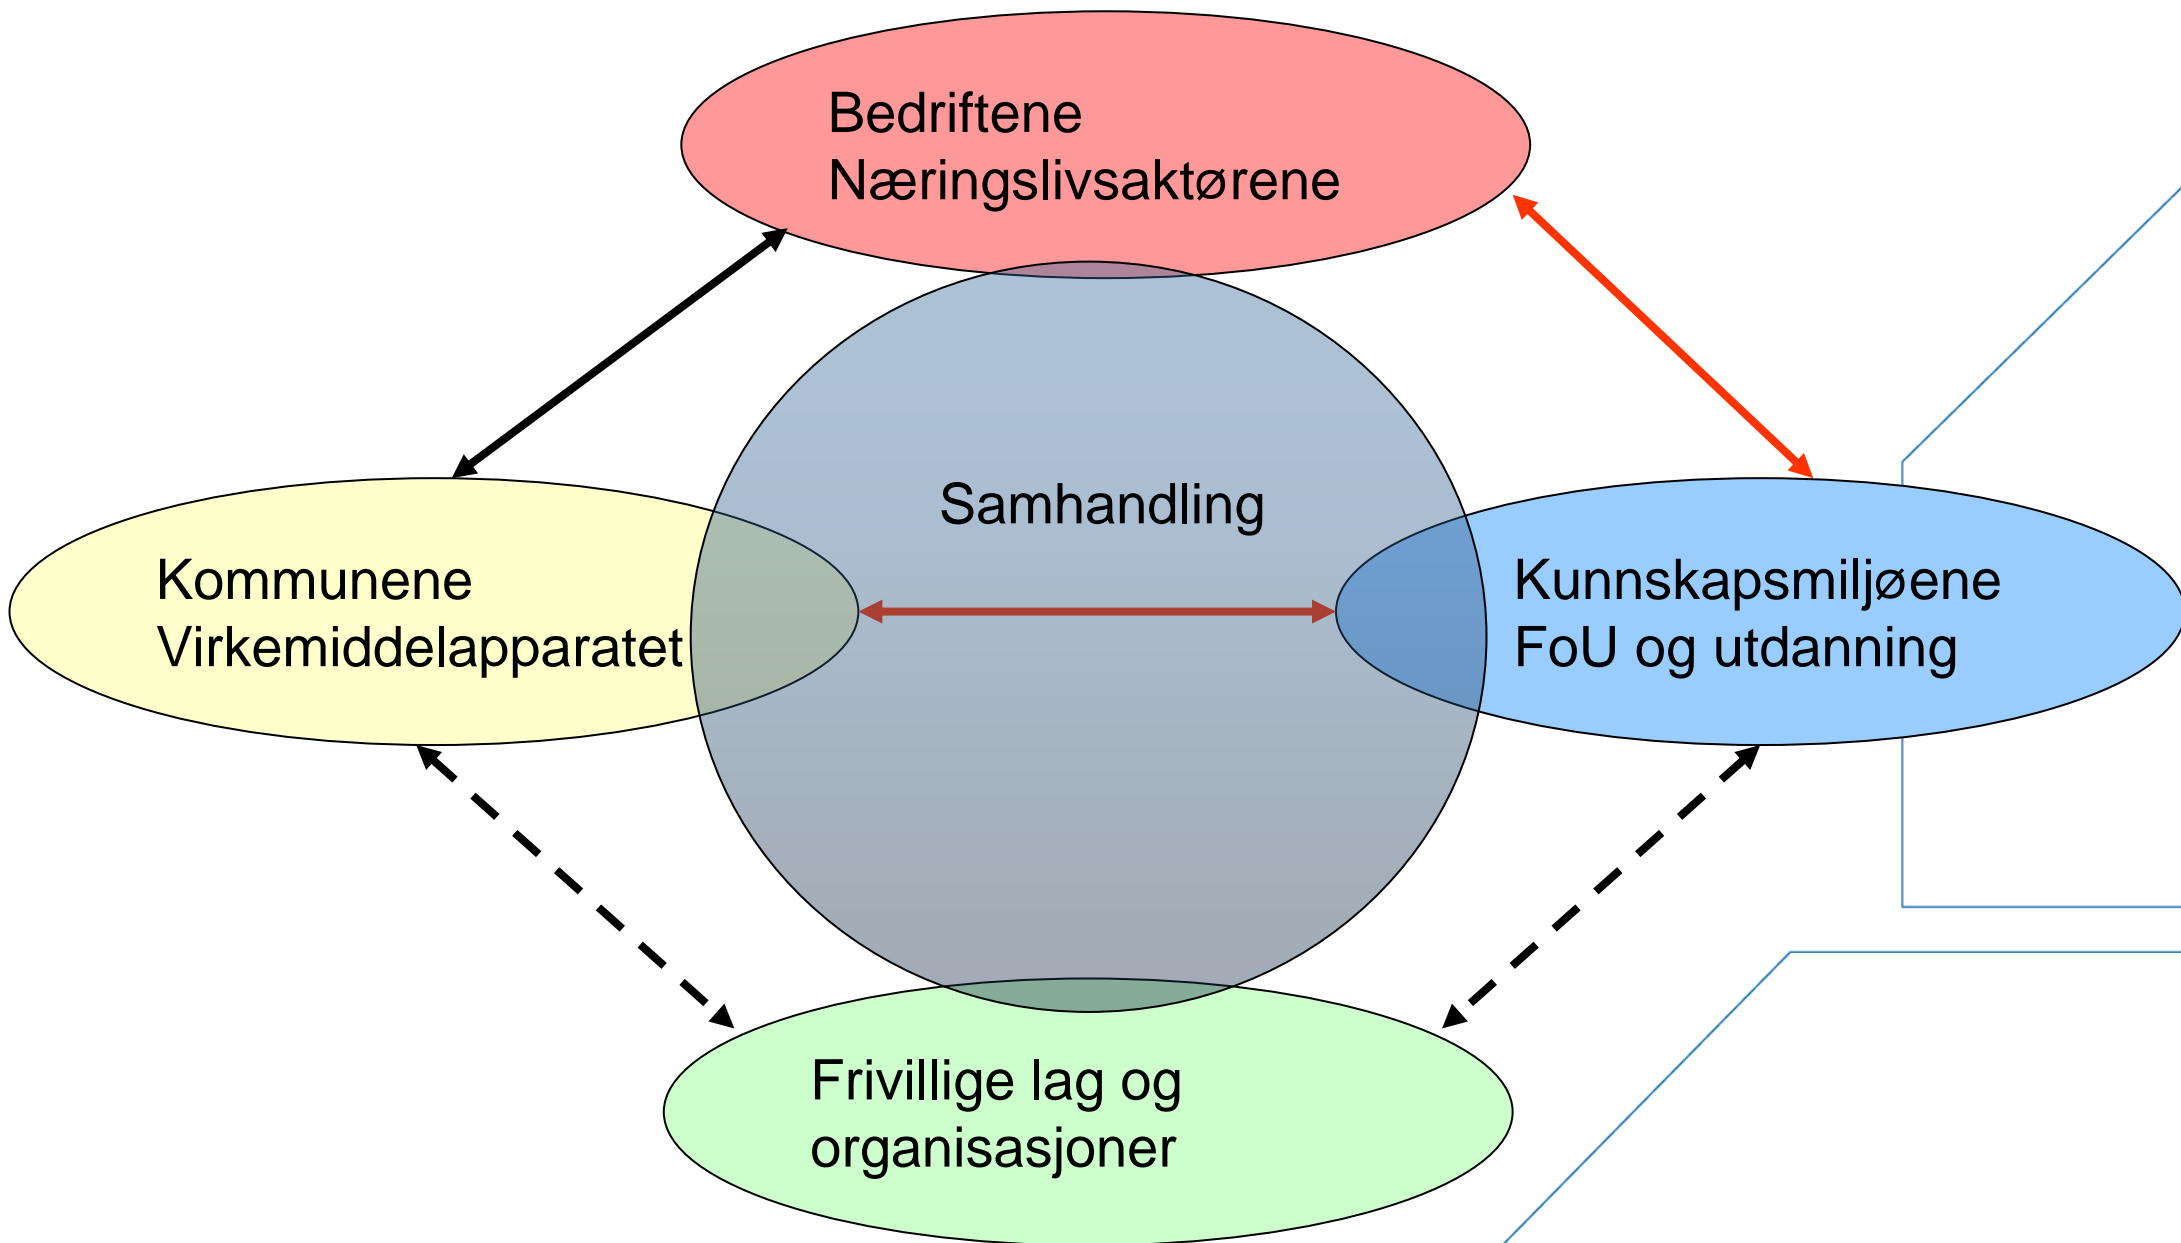 Bedriftene
Næringslivsaktørene
Samhandling
Kommunene
Virkemiddelapparatet
Kunnskapsmiljøene
FoU og utdanning
Frivillige lag og
organisasjoner